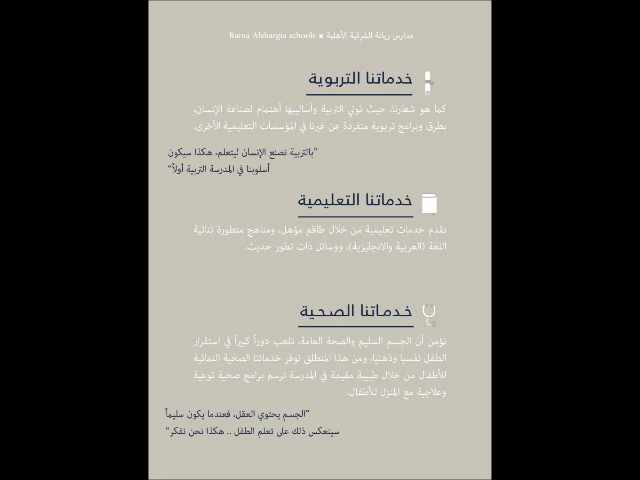 مدارس ريانة الشرقية الأهلية ■ Raina Alshargia schools
خدماتنا التربوية
كما هو شعارنا، حيث نولي التربية وأساليبها أهتمام لصناعة الإنسان،
بطرق وبرامج تربوية متفردة عن غيرنا في المؤسسات التعليمية الأخرى.
"بالتربية نصنع الإنسان ليتعلم، هكذا سيكون
أسلوبنا في المدرسة التربية أولاً"
خدماتنا التعليمية
نقدم خدمات تعليمية من خلال طاقم مؤهل، ومناهج متطورة ثنائية
اللغة (العربية والانجليزية)، ووسائل ذات تطور حديث.
خدماتنا الصحية
نؤمن أن الجسم السليم والصحة العامة، تلعب دوراً كبيراً في استقرار
الطفل نفسيا وذهنيا، ومن هذا المنطلق نوفر خدماتنا الصحية النمائية
للأطفال من خلال طبيبة مقيمة في المدرسة ترسم برامج صحية توعية
وعلاجية مع المنزل للأطفال.
"الجسم يحتوي العقل، فعندما يكون سليماً
سينعكس ذلك على تعلم الطفل .. هكذا نحن نفكر"